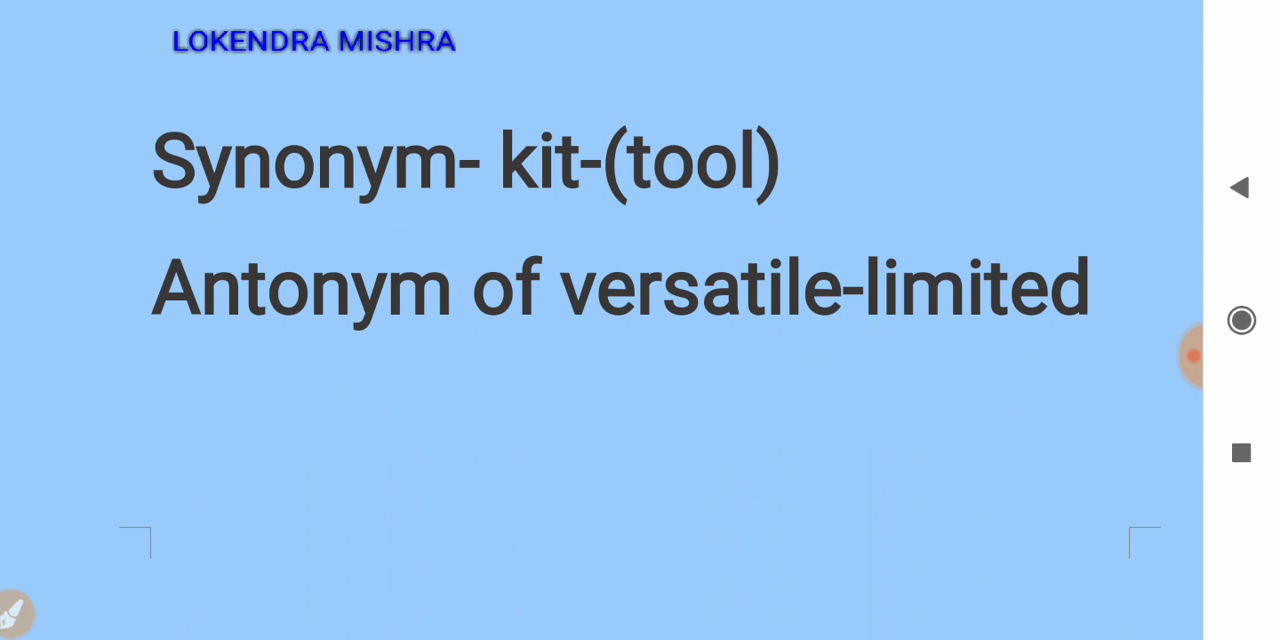 LOKENDRA MISHRA
Synonym- kit-(tool)
Antonym of versatile-limited